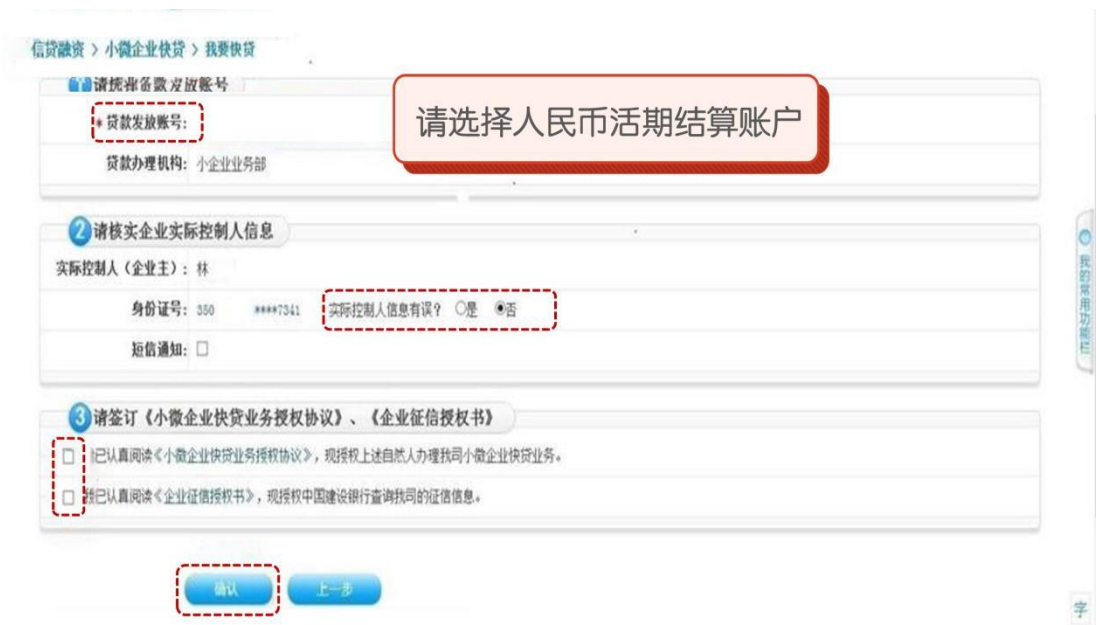 信贷融资 > 小微企业快贷 > 我要快贷
发放账号
请选择人民币活期结算账户
* 贷款发放账号:
贷款办理机构: 小企业业务部
2 请核实企业实际控制人信息
实际控制人（企业主）: 林
身份证号: 350 ****7341 实际控制人信息有误? ○是 ◉否
短信通知: □
我的常用功能栏
3 请签订《小微企业快贷业务授权协议》、《企业征信授权书》
□ 已认真阅读《小微企业快贷业务授权协议》, 现授权上述自然人办理我司小微企业快贷业务。
□ 我已认真阅读《企业征信授权书》, 现授权中国建设银行查询我司的征信信息。
确认 上一步
字